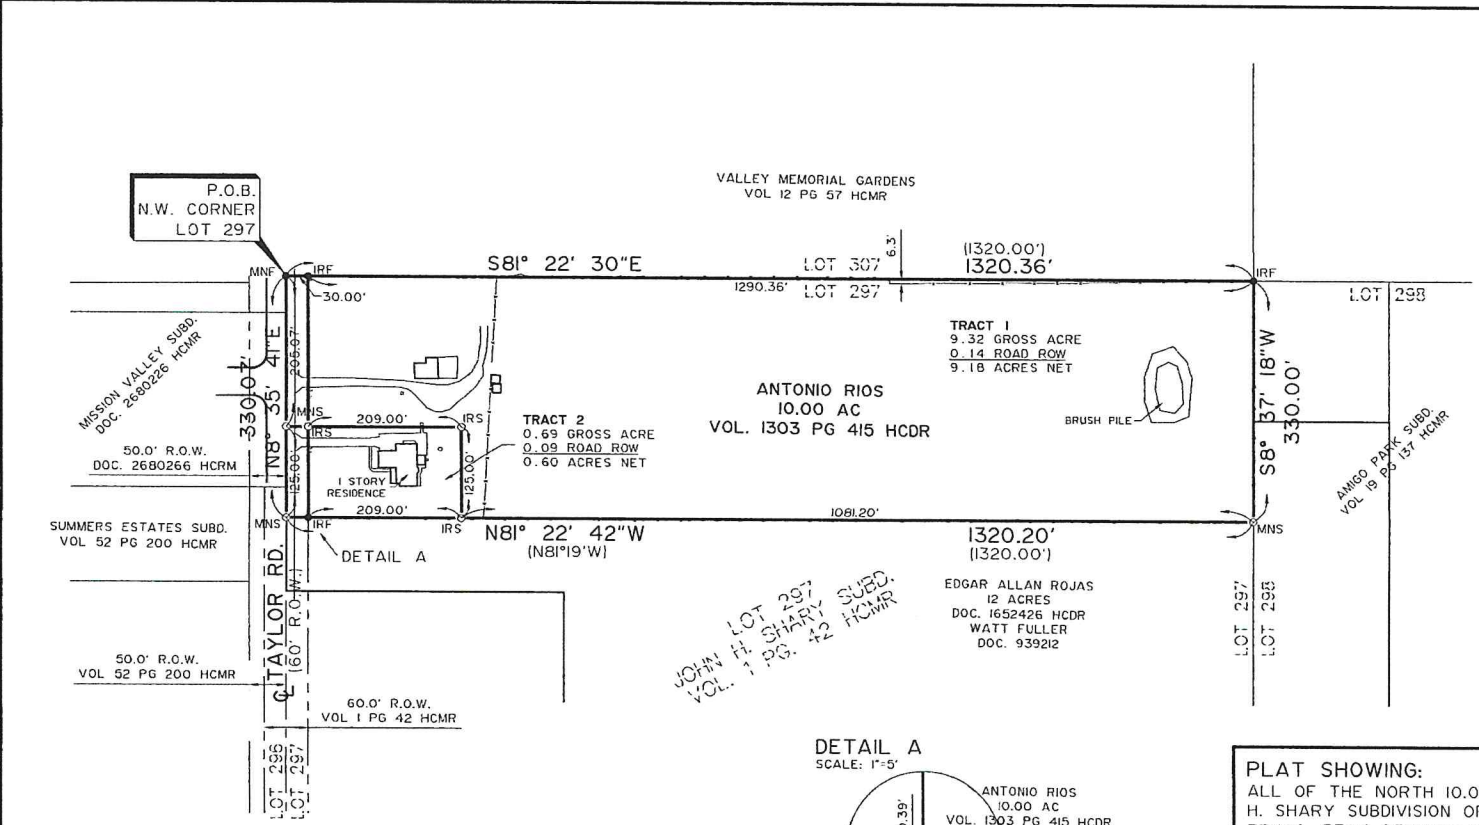 P.O.B.
N.W. CORNER
LOT 297
VALLEY MEMORIAL GARDENS
VOL 12 PG 57 HCMR
MNF
IRF
30.00'
S81° 22' 30"E
LOT 307
6.3'
(1320.00')
1320.36'
1290.36'
LOT 297
IRF
LOT 298
MISSION VALLEY SUBD.
DOC. 2680226 HCMR
330.07'
N8° 35' 41"E
205.07'
TRACT 1
9.32 GROSS ACRE
0.14 ROAD ROW
9.18 ACRES NET
ANTONIO RIOS
10.00 AC
VOL. 1303 PG 415 HCDR
BRUSH PILE
S8° 37' 18"W
330.00'
AMIGO PARK SUBD.
VOL 19 PG 137 HCMR
MNS
IRS
209.00'
IRS
TRACT 2
0.69 GROSS ACRE
0.09 ROAD ROW
0.60 ACRES NET
50.0' R.O.W.
DOC. 2680266 HCRM
125.00'
1 STORY
RESIDENCE
125.00'
209.00'
SUMMERS ESTATES SUBD.
VOL 52 PG 200 HCMR
MNS
IRF
IRS
DETAIL A
N81° 22' 42"W
(N81°19'W)
1081.20'
1320.20'
(1320.00')
MNS
EDGAR ALLAN ROJAS
12 ACRES
DOC. 1652426 HCDR
WATT FULLER
DOC. 939212
LOT 297
LOT 298
LOT 297
JOHN H. SHARY SUBD.
VOL. 1 PG. 42 HCMR
℄ TAYLOR RD.
(60' R.O.W.)
50.0' R.O.W.
VOL 52 PG 200 HCMR
60.0' R.O.W.
VOL 1 PG 42 HCMR
LOT 296
LOT 297
DETAIL A
SCALE: 1"=5'
ANTONIO RIOS
10.00 AC
VOL. 1303 PG 415 HCDR
.39'
PLAT SHOWING:
ALL OF THE NORTH 10.0
H. SHARY SUBDIVISION OF